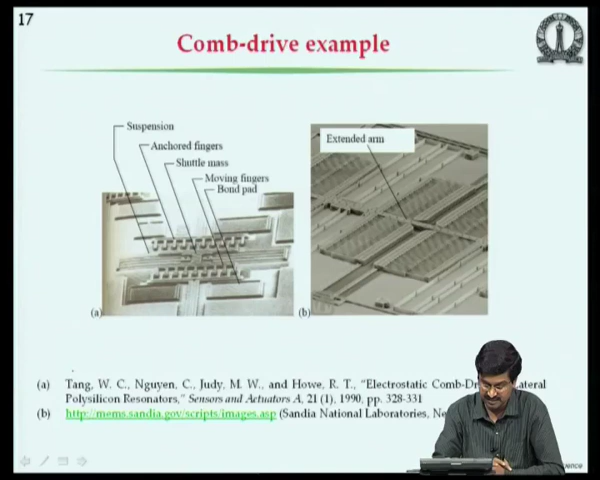 17
Comb-drive example
Suspension
Anchored fingers
Shuttle mass
Moving fingers
Bond pad
Extended arm
(a)
(b)
(a) Tang, W. C., Nguyen, C., Judy, M. W., and Howe, R. T., "Electrostatic Comb-Dr ateral
Polysilicon Resonators," Sensors and Actuators A, 21 (1), 1990, pp. 328-331
(b) http://mems.sandia.gov/scripts/images.asp (Sandia National Laboratories, Ne